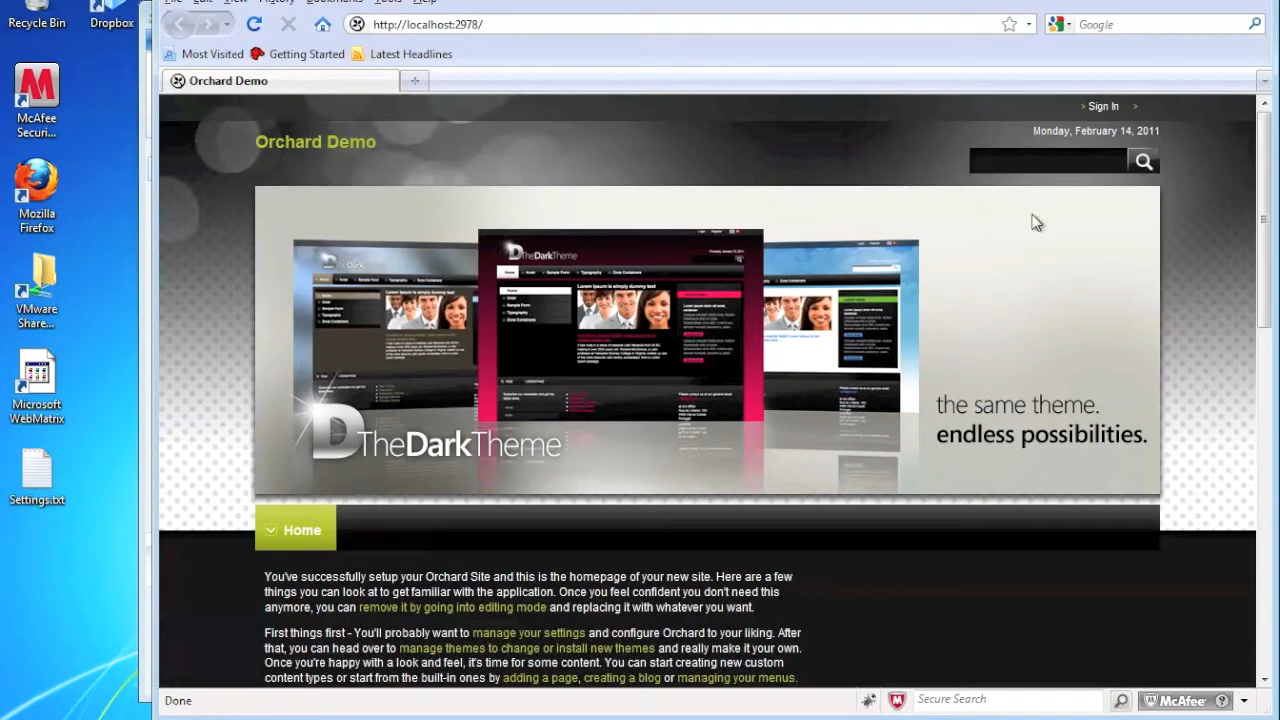 Recycle Bin
Dropbox
McAfee
Securi...
Mozilla
Firefox
VMware
Share...
Microsoft
WebMatrix
Settings.txt
http://localhost:2978/
Google
Most Visited
Getting Started
Latest Headlines
Orchard Demo
> Sign In >
Monday, February 14, 2011
Orchard Demo
TheDarkTheme
TheDarkTheme
the same theme.
endless possibilities.
Home
You've successfully setup your Orchard Site and this is the homepage of your new site. Here are a few
things you can look at to get familiar with the application. Once you feel confident you don't need this
anymore, you can remove it by going into editing mode and replacing it with whatever you want.
First things first - You'll probably want to manage your settings and configure Orchard to your liking. After
that, you can head over to manage themes to change or install new themes and really make it your own.
Once you're happy with a look and feel, it's time for some content. You can start creating new custom
content types or start from the built-in ones by adding a page, creating a blog or managing your menus.
Done
Secure Search
McAfee